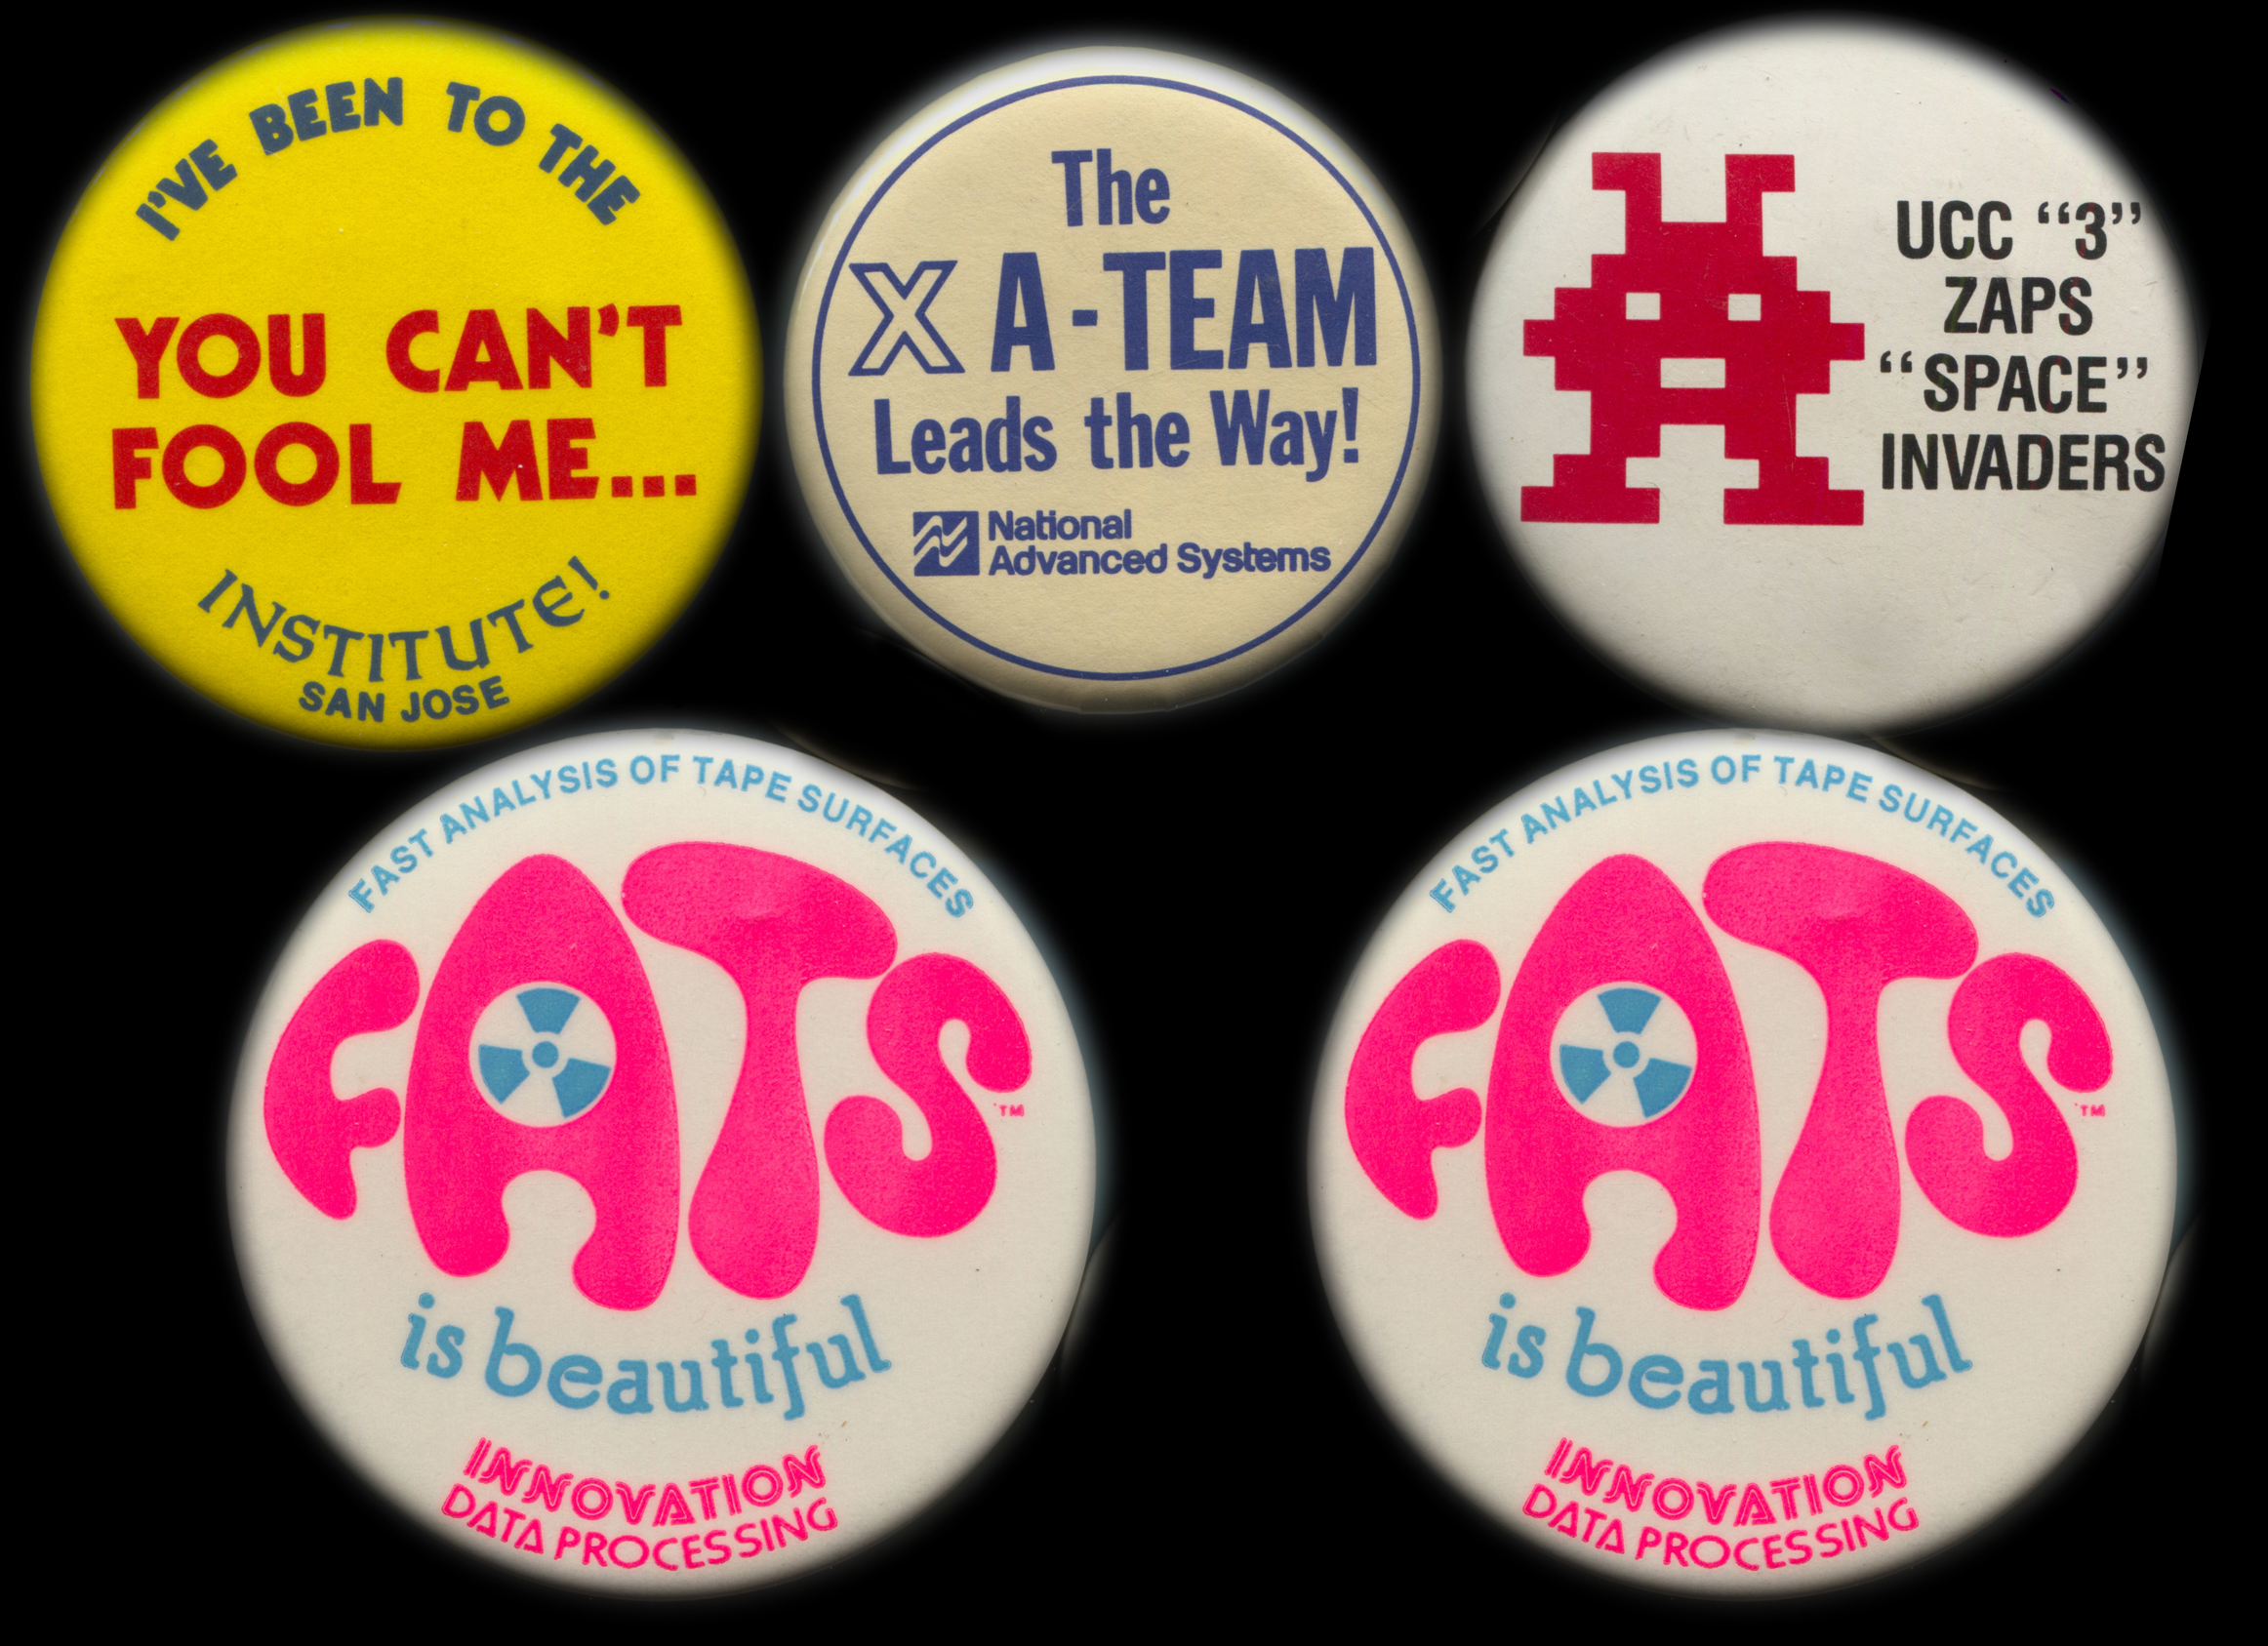 I'VE BEEN TO THE
YOU CAN'T
FOOL ME...
INSTITUTE!
SAN JOSE
The
X A-TEAM
Leads the Way!
National
Advanced Systems
UCC "3"
ZAPS
"SPACE"
INVADERS
FAST ANALYSIS OF TAPE SURFACES
FATS
TM
is beautiful
INNOVATION
DATA PROCESSING
FAST ANALYSIS OF TAPE SURFACES
FATS
TM
is beautiful
INNOVATION
DATA PROCESSING